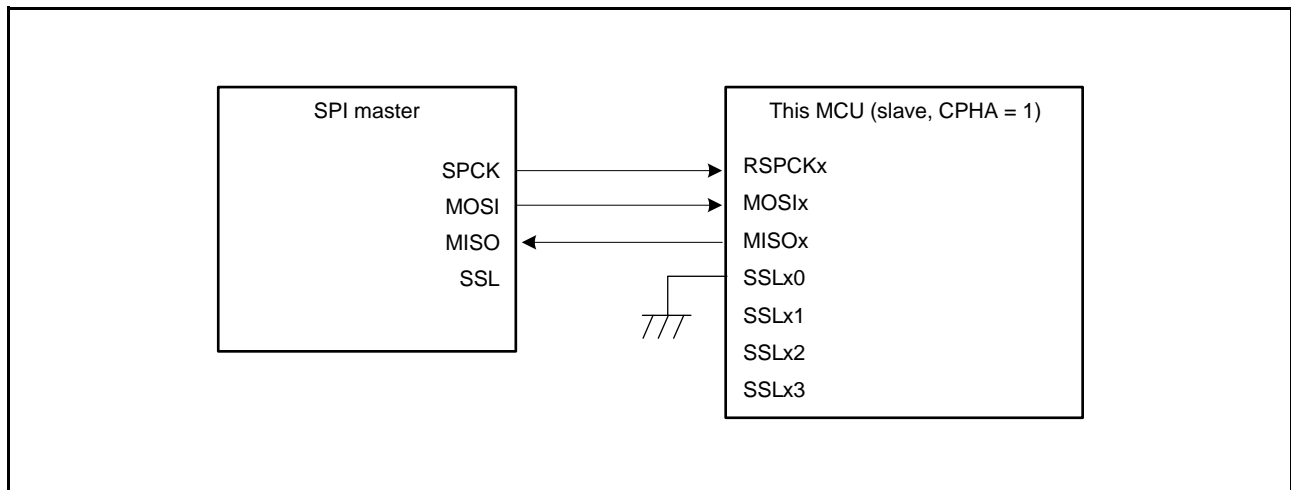 SPI master
SPCK
MOSI
MISO
SSL
This MCU (slave, CPHA = 1)
RSPCKx
MOSIx
MISOx
SSLx0
SSLx1
SSLx2
SSLx3